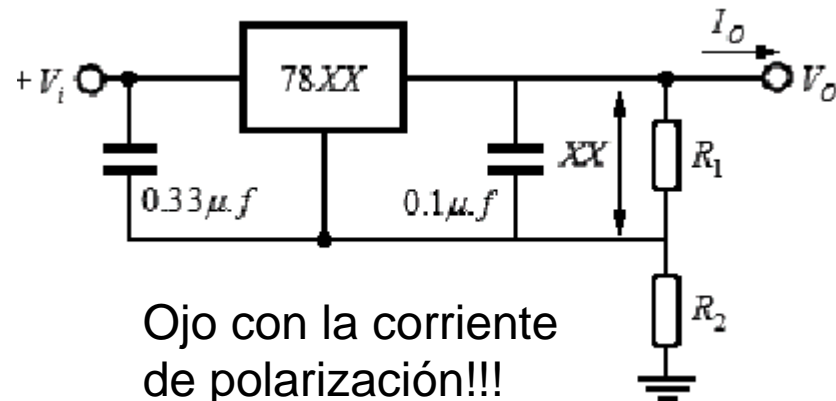 I_O
+ V_i
78XX
V_O
XX
R_1
0.33μ.f
0.1μ.f
R_2
Ojo con la corriente
de polarización!!!